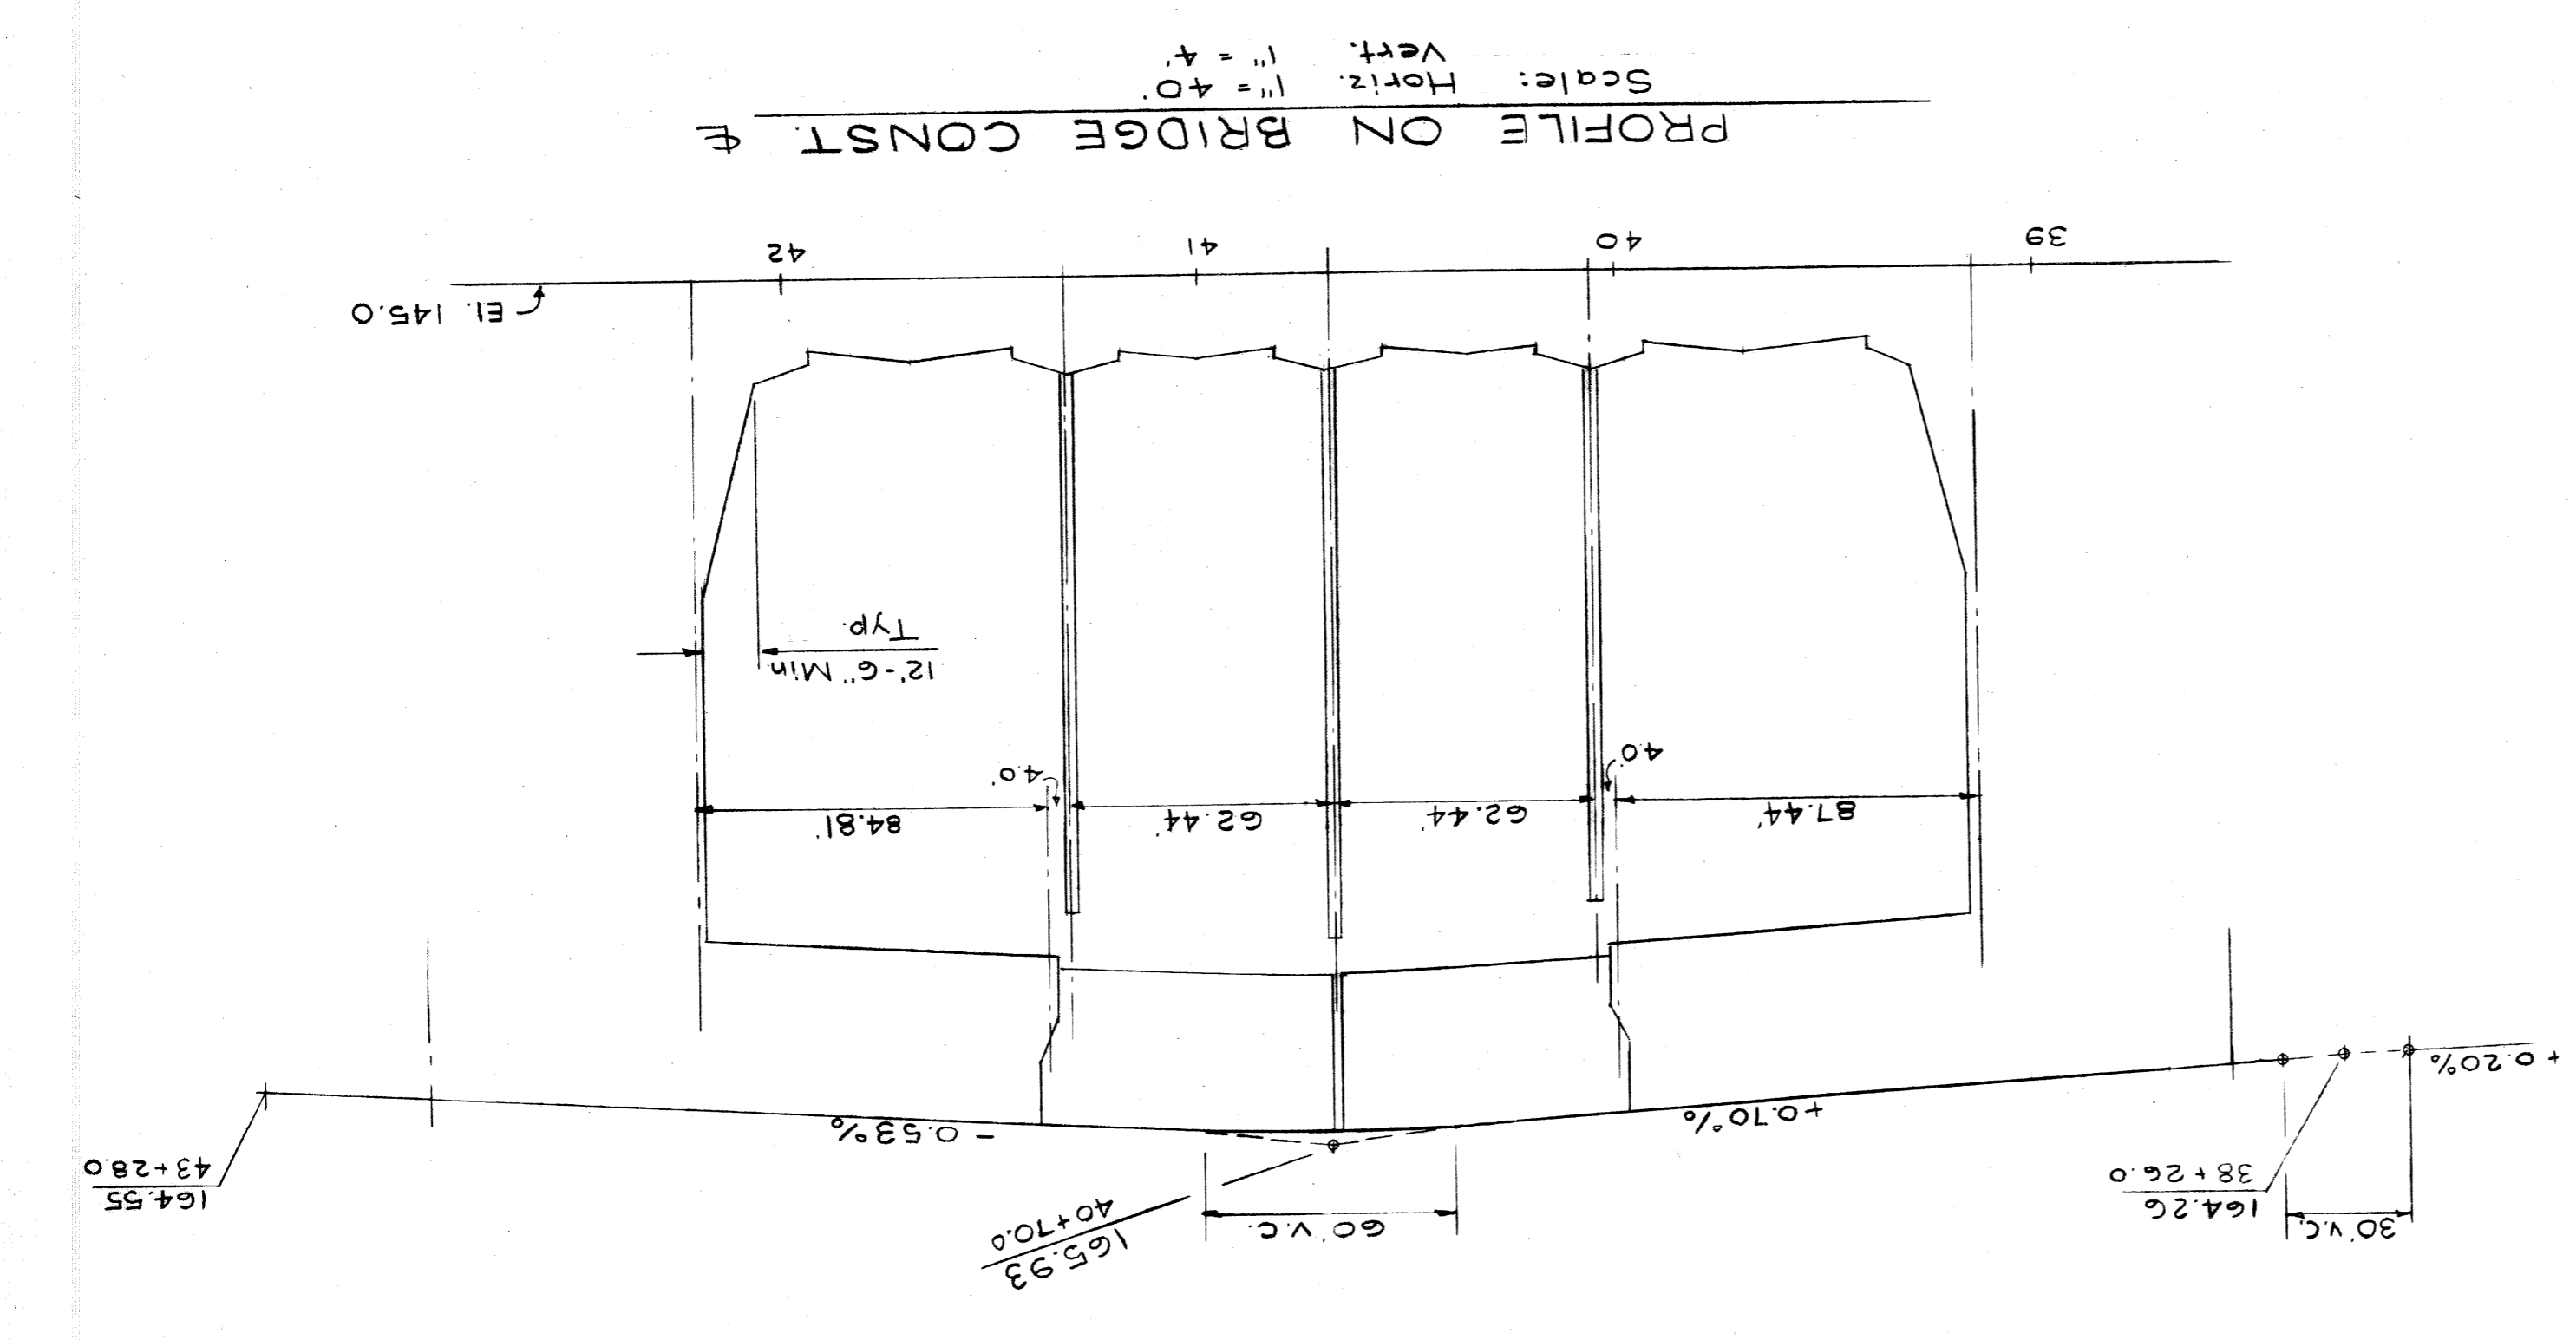 30' V.C.
164.26
38+26.0
+0.20%
+0.70%
60' V.C.
165.93
40+70.0
-0.53%
164.55
43+28.0
87.44'
4.0'
62.44'
62.44'
4.0'
84.81'
12'-6" Min.
Typ.
El. 145.0
39
40
41
42
PROFILE ON BRIDGE CONST. ℄
Scale: Horiz. 1"=40'
Vert. 1" = 4'